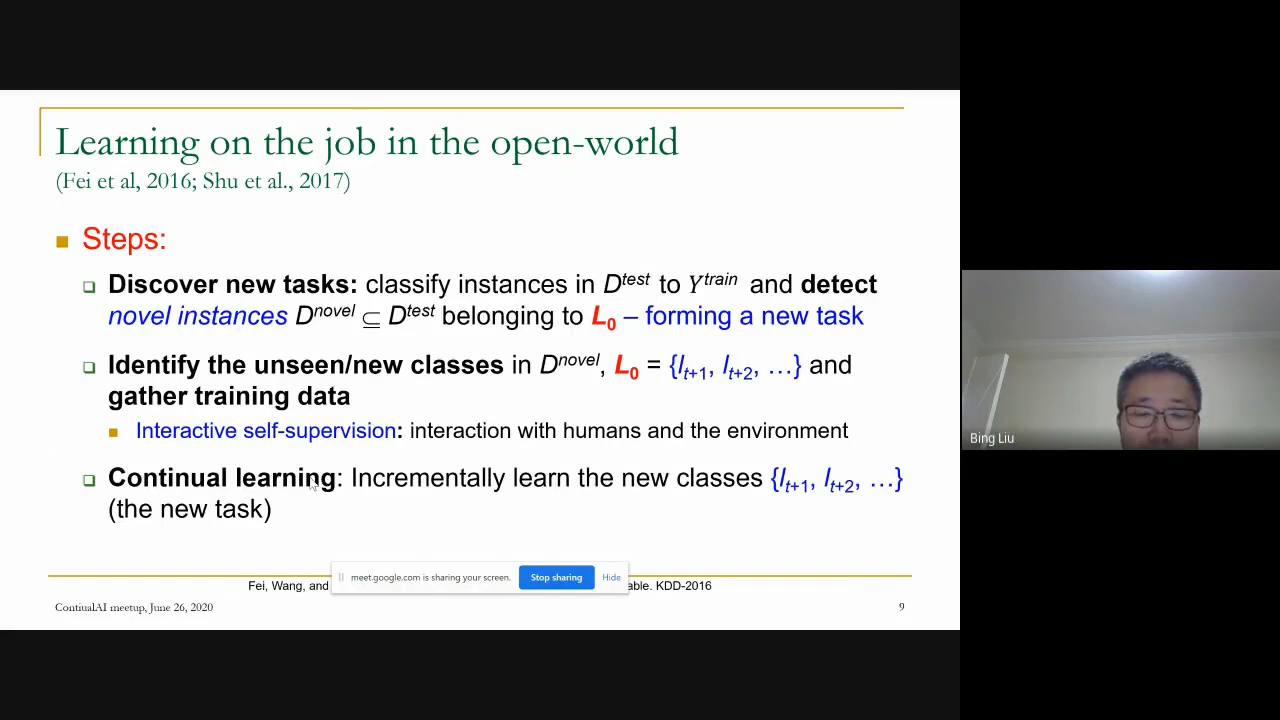 Learning on the job in the open-world
(Fei et al, 2016; Shu et al., 2017)
Steps:
Discover new tasks: classify instances in D^test to Y^train and detect
novel instances D^novel ⊆ D^test belonging to L_0 – forming a new task
Identify the unseen/new classes in D^novel, L_0 = {l_t+1, l_t+2, …} and
gather training data
Interactive self-supervision: interaction with humans and the environment
Continual learning: Incrementally learn the new classes {l_t+1, l_t+2, …}
(the new task)
meet.google.com is sharing your screen. Stop sharing Hide
Fei, Wang, and able. KDD-2016
ContiualAI meetup, June 26, 2020
9
Bing Liu